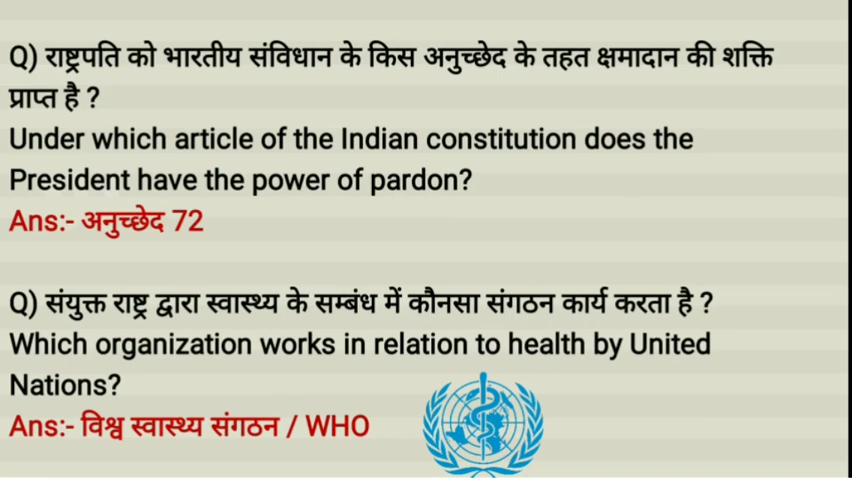 Q) राष्ट्रपति को भारतीय संविधान के किस अनुच्छेद के तहत क्षमादान की शक्ति
प्राप्त है ?
Under which article of the Indian constitution does the
President have the power of pardon?
Ans:- अनुच्छेद 72
Q) संयुक्त राष्ट्र द्वारा स्वास्थ्य के सम्बंध में कौनसा संगठन कार्य करता है ?
Which organization works in relation to health by United
Nations?
Ans:- विश्व स्वास्थ्य संगठन / WHO